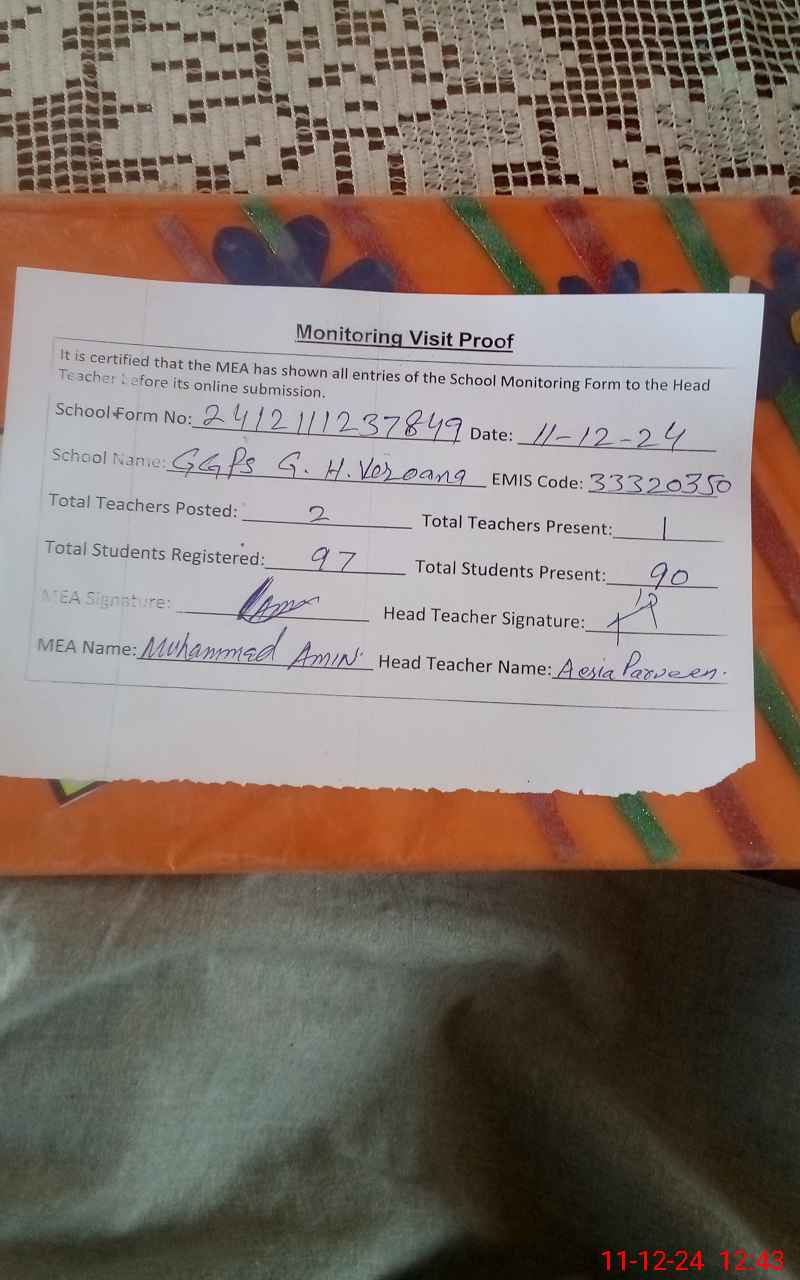 Monitoring Visit Proof
It is certified that the MEA has shown all entries of the School Monitoring Form to the Head
Teacher before its online submission.
School Form No: 2412111237849 Date: 11-12-24
School Name: GGPS G. H. Veroana EMIS Code: 33320350
Total Teachers Posted: 2 Total Teachers Present: 1
Total Students Registered: 97 Total Students Present: 90
MEA Signature: Head Teacher Signature:
MEA Name: Muhammad AMIN. Head Teacher Name: Aesia Parveen.
11-12-24 12:43